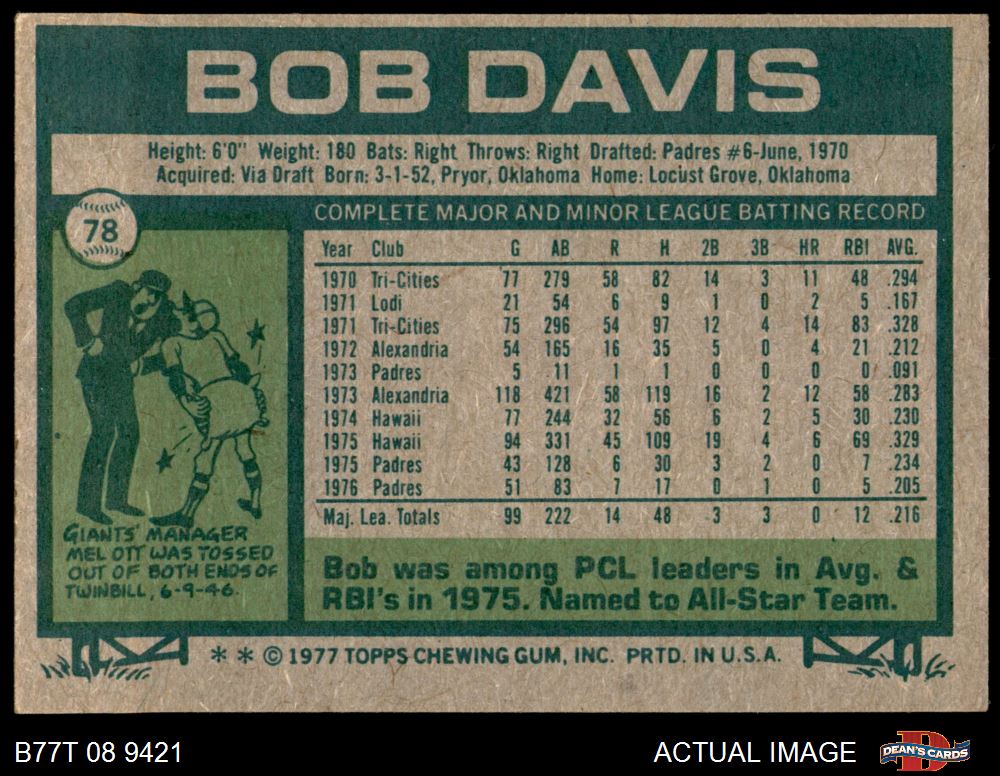 BOB DAVIS
Height: 6'0" Weight: 180 Bats: Right Throws: Right Drafted: Padres #6-June, 1970
Acquired: Via Draft Born: 3-1-52, Pryor, Oklahoma Home: Locust Grove, Oklahoma
78
COMPLETE MAJOR AND MINOR LEAGUE BATTING RECORD
Year Club G AB R H 2B 3B HR RBI AVG.
1970 Tri-Cities 77 279 58 82 14 3 11 48 .294
1971 Lodi 21 54 6 9 1 0 2 5 .167
1971 Tri-Cities 75 296 54 97 12 4 14 83 .328
1972 Alexandria 54 165 16 35 5 0 4 21 .212
1973 Padres 5 11 1 1 0 0 0 0 .091
1973 Alexandria 118 421 58 119 16 2 12 58 .283
1974 Hawaii 77 244 32 56 6 2 5 30 .230
1975 Hawaii 94 331 45 109 19 4 6 69 .329
1975 Padres 43 128 6 30 3 2 0 7 .234
1976 Padres 51 83 7 17 0 1 0 5 .205
Maj. Lea. Totals 99 222 14 48 3 3 0 12 .216
GIANTS' MANAGER
MEL OTT WAS TOSSED
OUT OF BOTH ENDS OF
TWINBILL, 6-9-46.
Bob was among PCL leaders in Avg. &
RBI's in 1975. Named to All-Star Team.
* * © 1977 TOPPS CHEWING GUM, INC. PRTD. IN U.S.A.
B77T 08 9421
ACTUAL IMAGE
DEAN'S CARDS